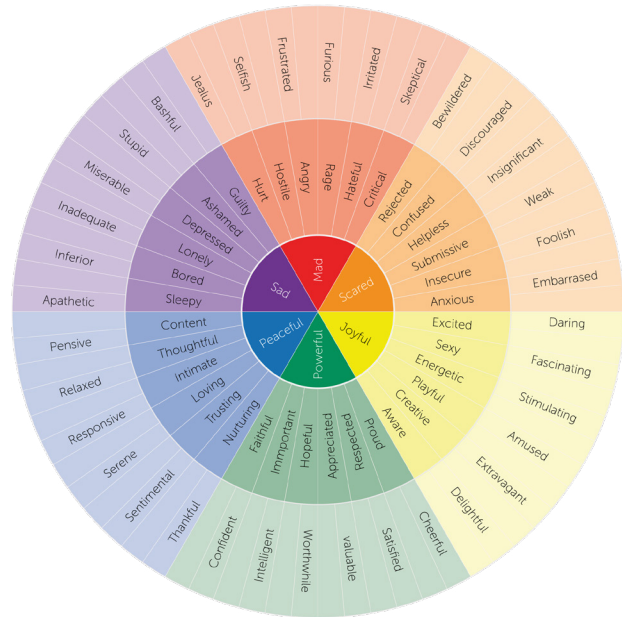 Mad
Scared
Joyful
Powerful
Peaceful
Sad
Hurt
Hostile
Angry
Rage
Hateful
Critical
Rejected
Confused
Helpless
Submissive
Insecure
Anxious
Excited
Sexy
Energetic
Playful
Creative
Aware
Proud
Respected
Appreciated
Hopeful
Immportant
Faithful
Nurturing
Trusting
Loving
Intimate
Thoughtful
Content
Sleepy
Bored
Lonely
Depressed
Ashamed
Guilty
Jealus
Selfish
Frustrated
Furious
Irritated
Skeptical
Bewildered
Discouraged
Insignificant
Weak
Foolish
Embarrased
Daring
Fascinating
Stimulating
Amused
Extravagant
Delightful
Cheerful
Satisfied
valuable
Worthwhile
Intelligent
Confident
Thankful
Sentimental
Serene
Responsive
Relaxed
Pensive
Apathetic
Inferior
Inadequate
Miserable
Stupid
Bashful